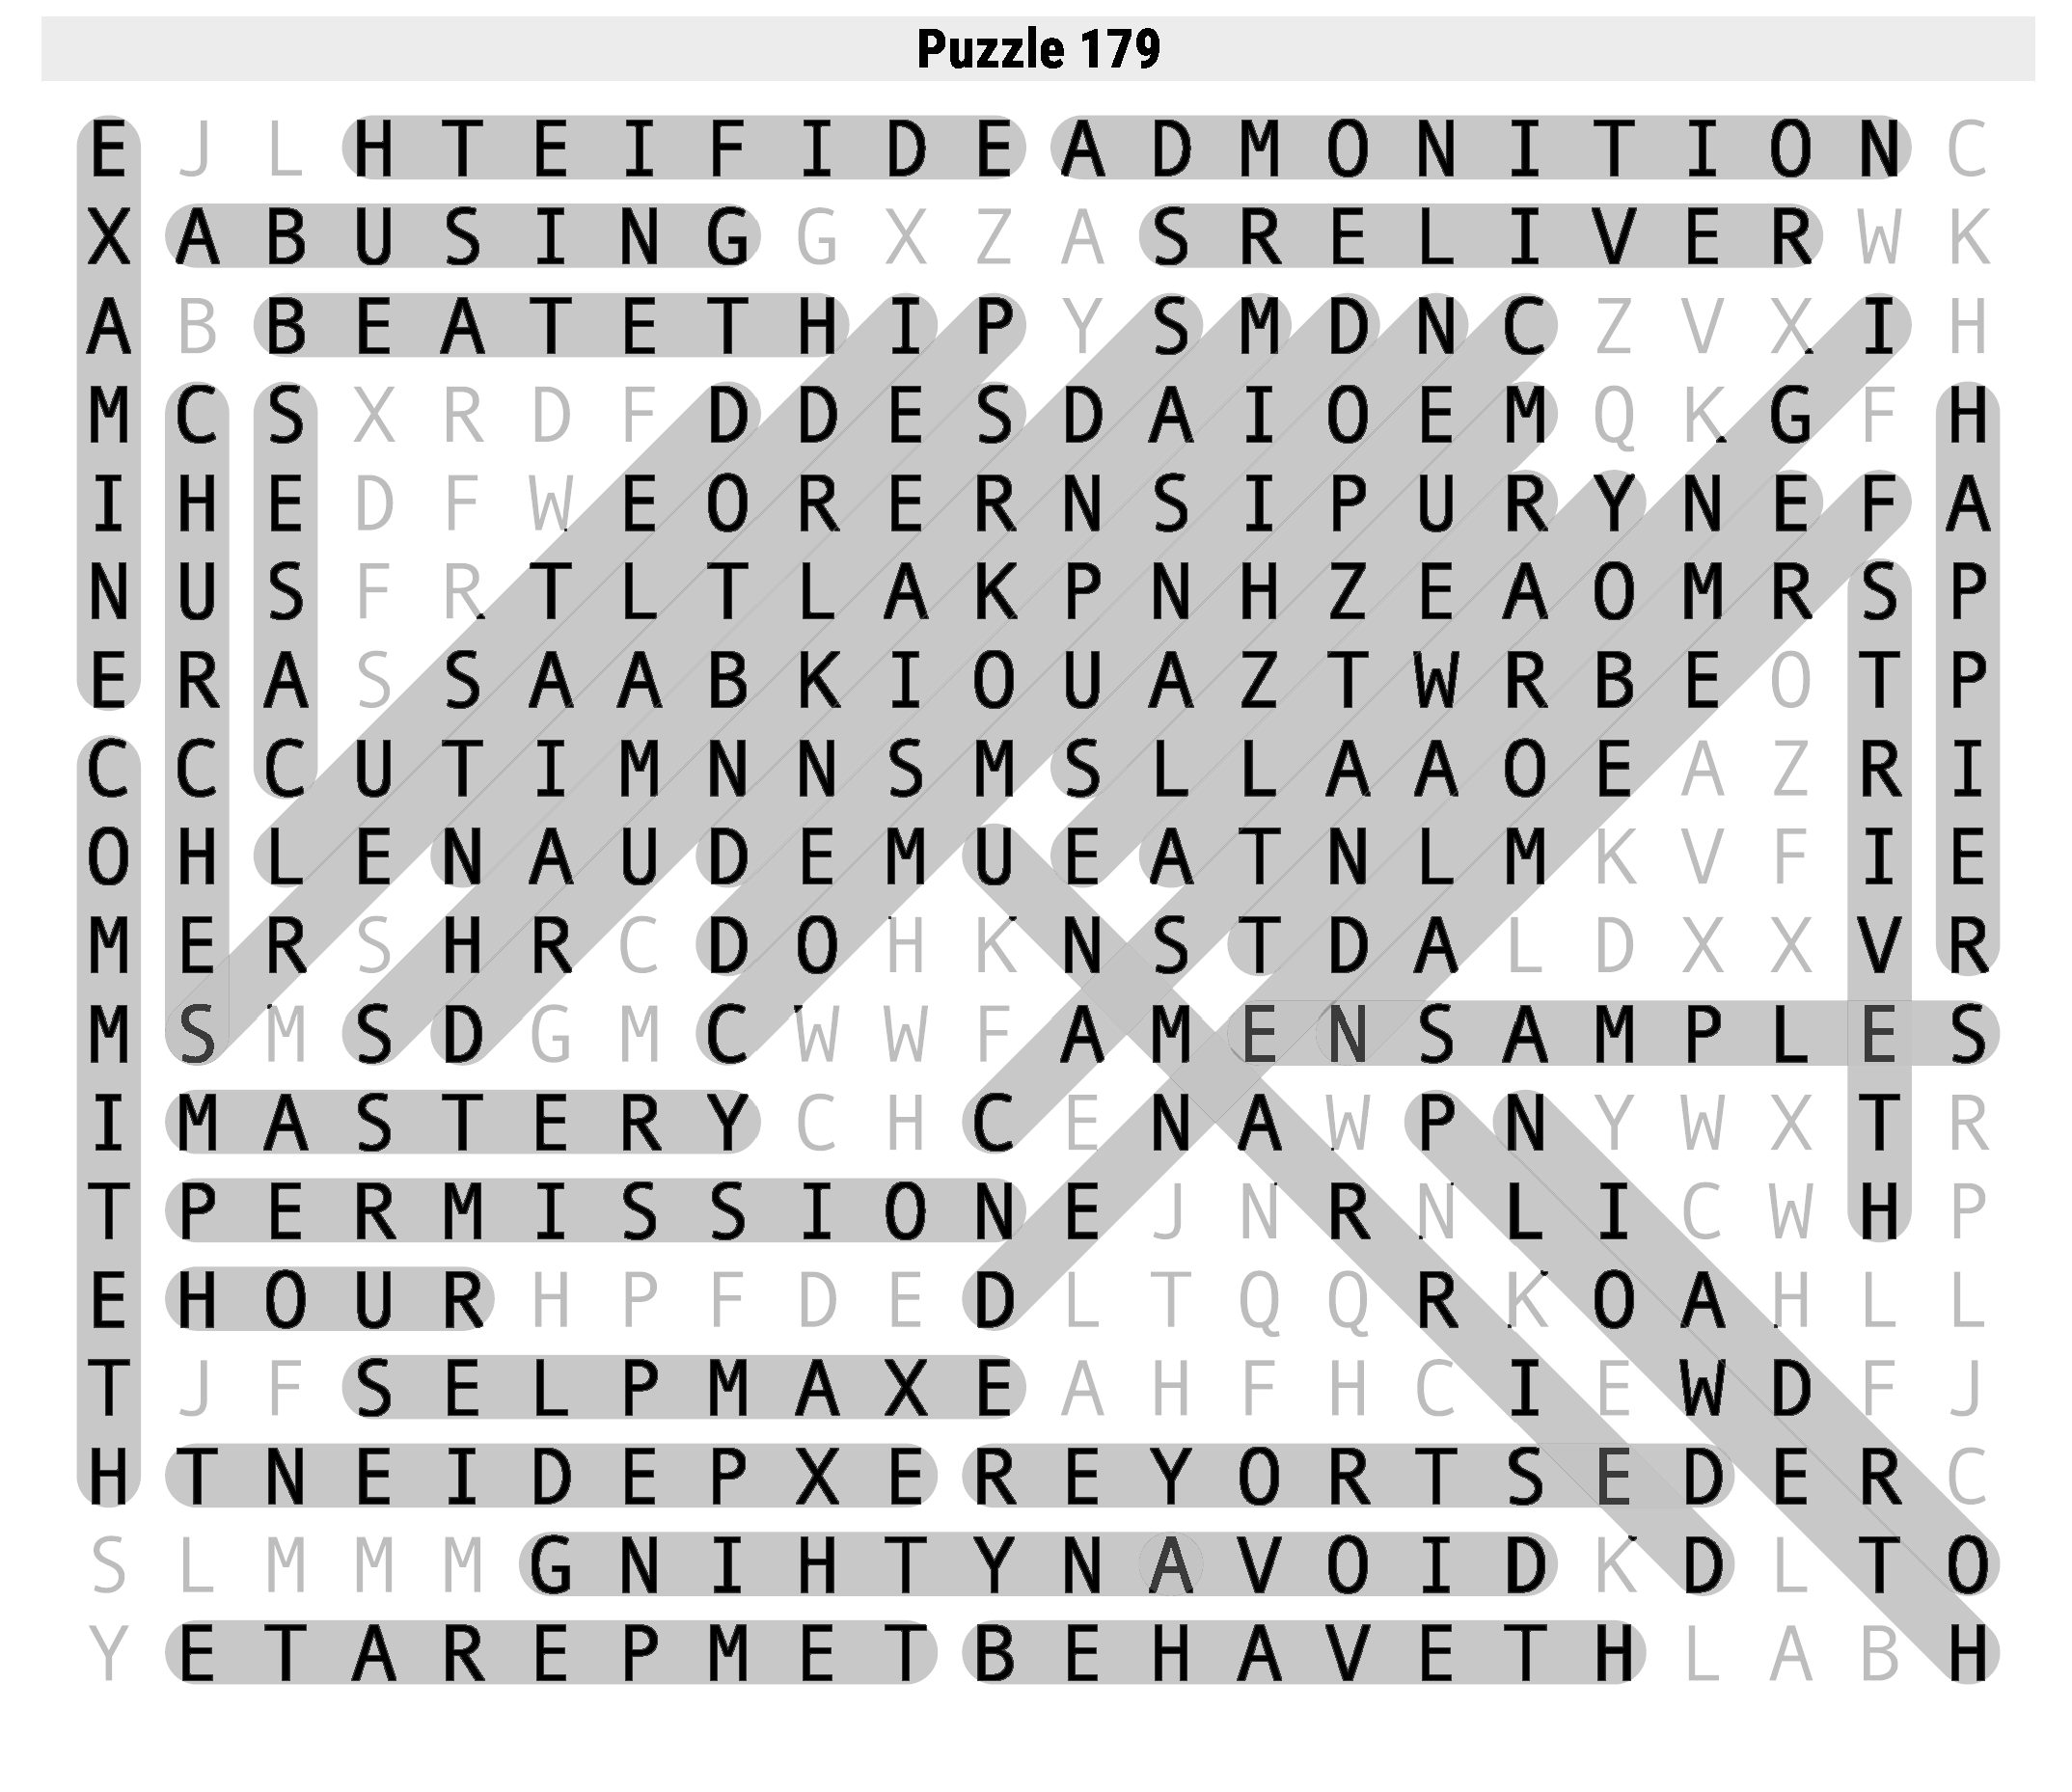 Puzzle 179
E J L H T E I F I D E A D M O N I T I O N C
X A B U S I N G G X Z A S R E L I V E R W K
A B B E A T E T H I P Y S M D N C Z V X I H
M C S X R D F D D E S D A I O E M Q K G F H
I H E D F W E O R E R N S I P U R Y N E F A
N U S F R T L T L A K P N H Z E A O M R S P
E R A S S A A B K I O U A Z T W R B E O T P
C C C U T I M N N S M S L L A A O E A Z R I
O H L E N A U D E M U E A T N L M K V F I E
M E R S H R C D O H K N S T D A L D X X V R
M S M S D G M C W W F A M E N S A M P L E S
I M A S T E R Y C H C E N A W P N Y W X T R
T P E R M I S S I O N E J N R N L I C W H P
E H O U R H P F D E D L T Q Q R K O A H L L
T J F S E L P M A X E A H F H C I E W D F J
H T N E I D E P X E R E Y O R T S E D E R C
S L M M M G N I H T Y N A V O I D K D L T O
Y E T A R E P M E T B E H A V E T H L A B H